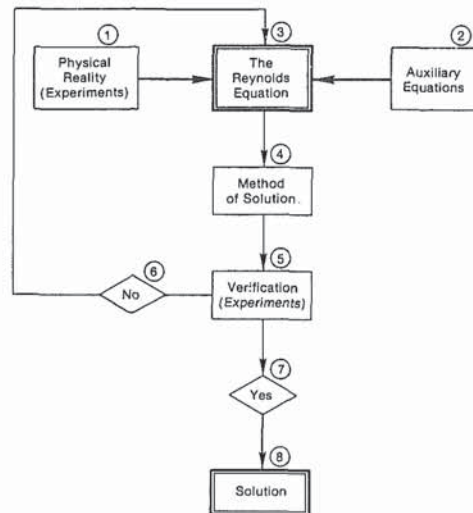 ①
Physical
Reality
(Experiments)
③
The
Reynolds
Equation
②
Auxiliary
Equations
④
Method
of Solution.
⑤
Verification
(Experiments)
⑥
No
⑦
Yes
⑧
Solution